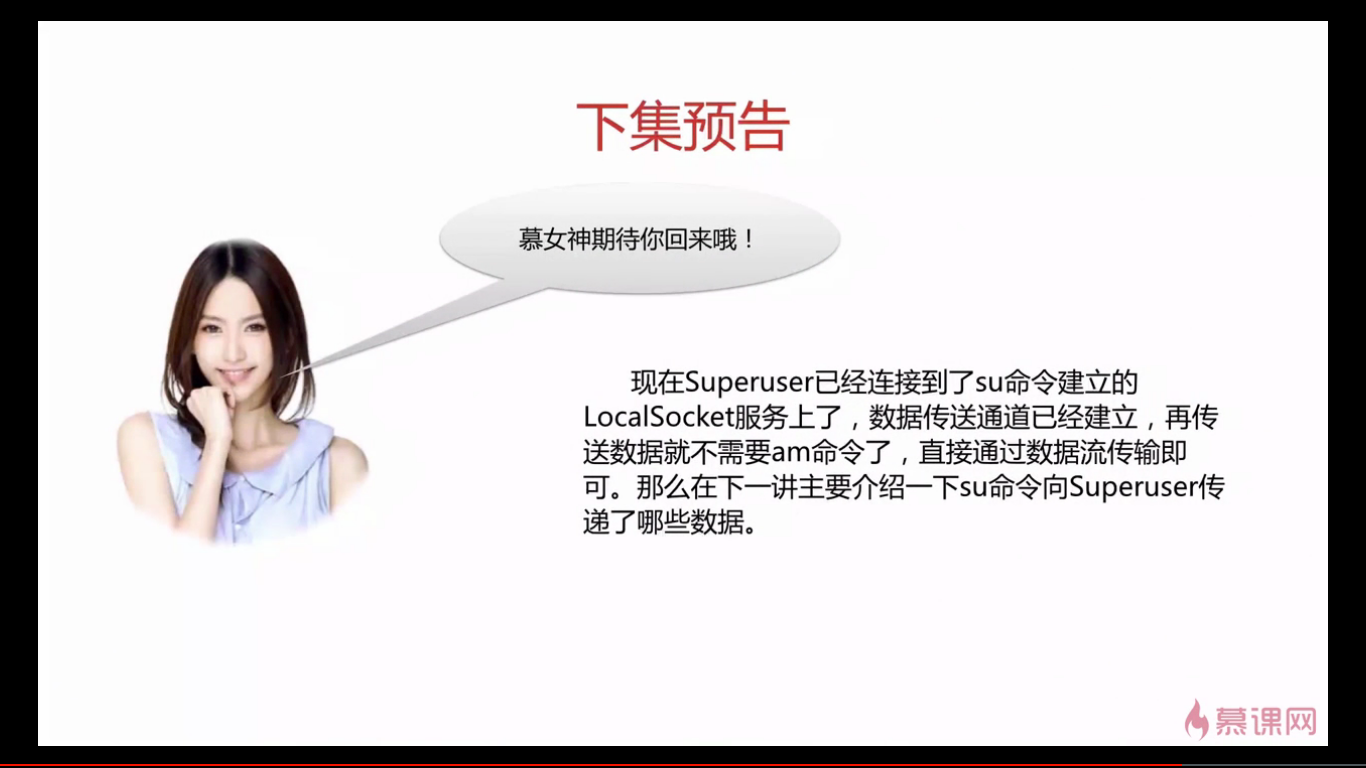 下集预告
慕女神期待你回来哦！
现在Superuser已经连接到了su命令建立的
LocalSocket服务上了，数据传送通道已经建立，再传
送数据就不需要am命令了，直接通过数据流传输即
可。那么在下一讲主要介绍一下su命令向Superuser传
递了哪些数据。
慕课网